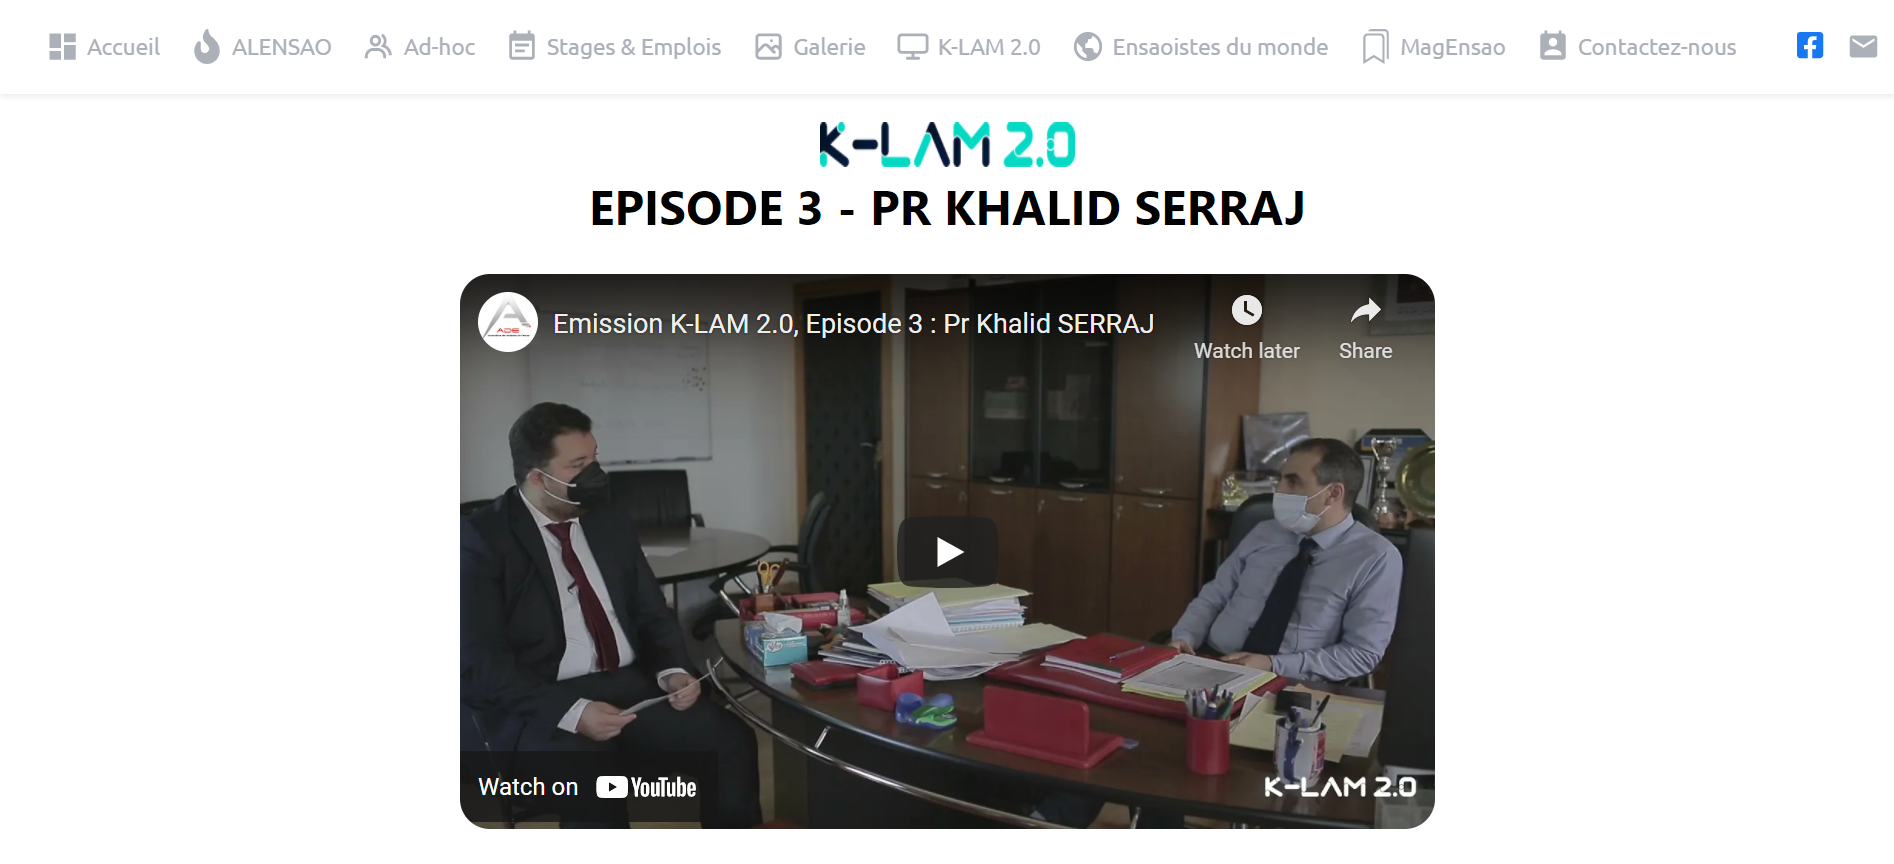 Accueil ALENSAO Ad-hoc Stages & Emplois Galerie K-LAM 2.0 Ensaoistes du monde MagEnsao Contactez-nous
K-LAM 2.0
EPISODE 3 - PR KHALID SERRAJ
ADE
Emission K-LAM 2.0, Episode 3 : Pr Khalid SERRAJ
Watch later
Share
Watch on YouTube
K-LAM 2.0